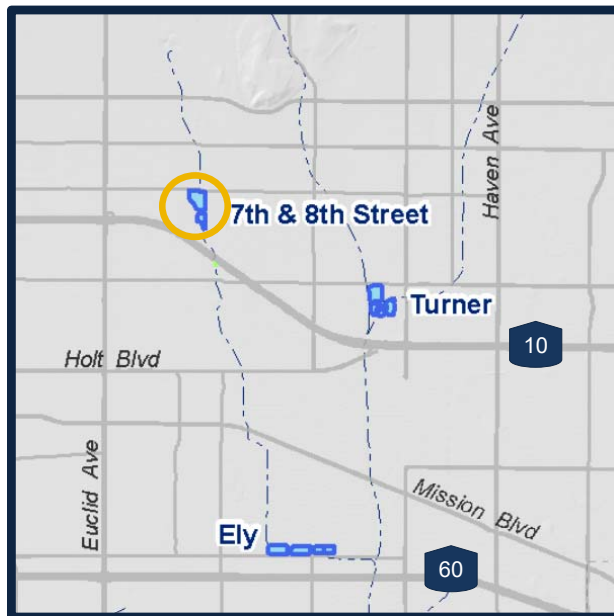 Haven Ave
7th & 8th Street
Turner
10
Holt Blvd
Euclid Ave
Mission Blvd
Ely
60